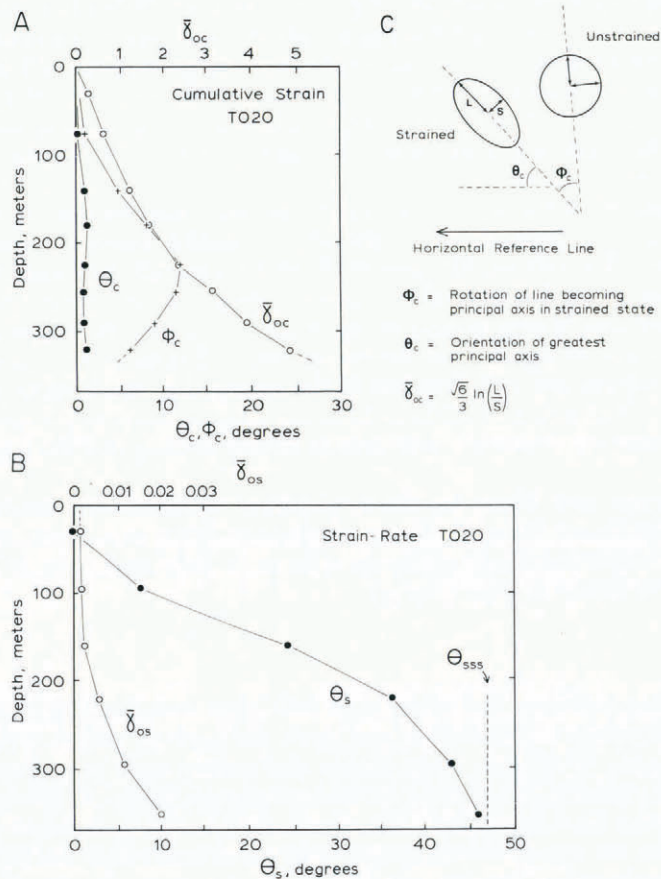 A
γ̄oc
0 1 2 3 4 5
0
100
200
300
Depth, meters
Cumulative Strain
TO20
Θc
Φc
γ̄oc
0 10 20 30
Θc, Φc, degrees
C
Unstrained
Strained
L
S
θc
Φc
Horizontal Reference Line
Φc = Rotation of line becoming
principal axis in strained state
θc = Orientation of greatest
principal axis
γ̄oc = √6/3 ln(L/S)
B
γ̄os
0 0.01 0.02 0.03
0
100
200
300
Depth, meters
Strain-Rate TO20
Θsss
Θs
γ̄os
0 10 20 30 40 50
Θs, degrees